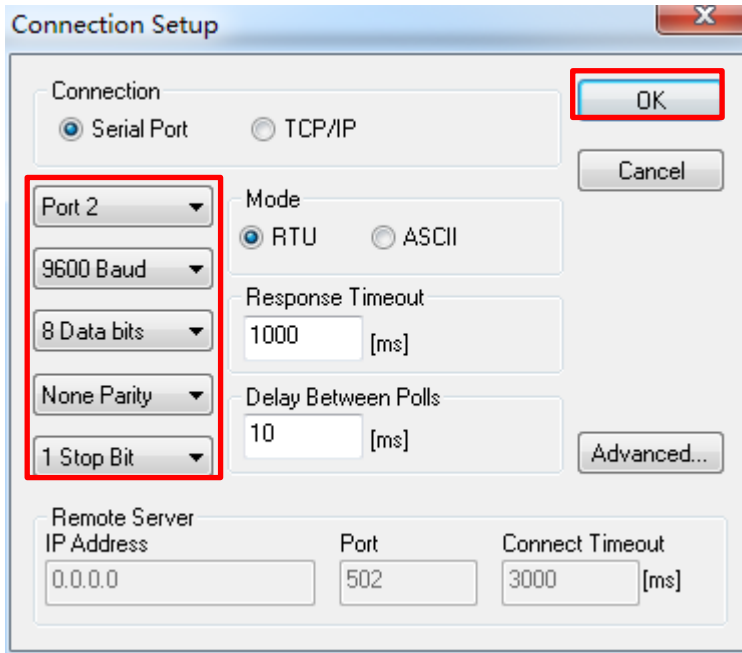 Connection Setup
Connection
Serial Port TCP/IP
OK
Cancel
Port 2
9600 Baud
8 Data bits
None Parity
1 Stop Bit
Mode
RTU ASCII
Response Timeout
1000 [ms]
Delay Between Polls
10 [ms]
Advanced...
Remote Server
IP Address Port Connect Timeout
0.0.0.0 502 3000 [ms]